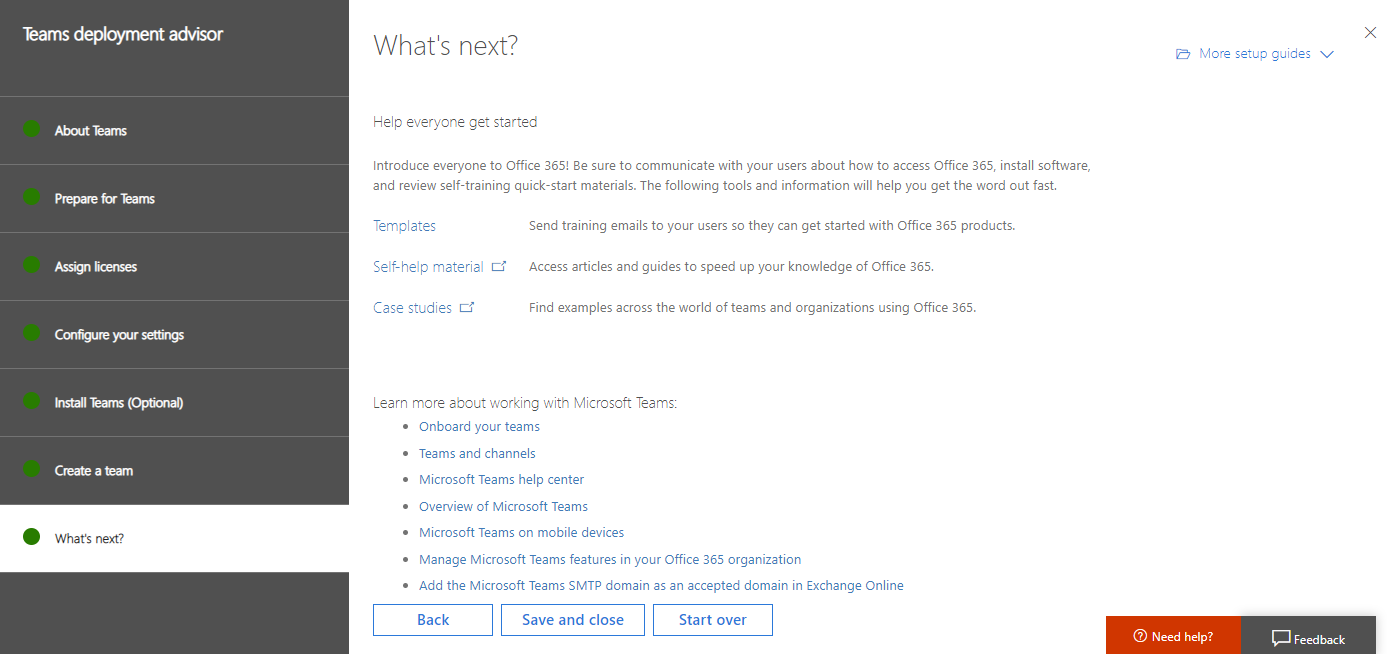 Teams deployment advisor
About Teams
Prepare for Teams
Assign licenses
Configure your settings
Install Teams (Optional)
Create a team
What's next?
What's next?
More setup guides
Help everyone get started
Introduce everyone to Office 365! Be sure to communicate with your users about how to access Office 365, install software,
and review self-training quick-start materials. The following tools and information will help you get the word out fast.
Templates Send training emails to your users so they can get started with Office 365 products.
Self-help material Access articles and guides to speed up your knowledge of Office 365.
Case studies Find examples across the world of teams and organizations using Office 365.
Learn more about working with Microsoft Teams:
Onboard your teams
Teams and channels
Microsoft Teams help center
Overview of Microsoft Teams
Microsoft Teams on mobile devices
Manage Microsoft Teams features in your Office 365 organization
Add the Microsoft Teams SMTP domain as an accepted domain in Exchange Online
Back Save and close Start over
Need help? Feedback